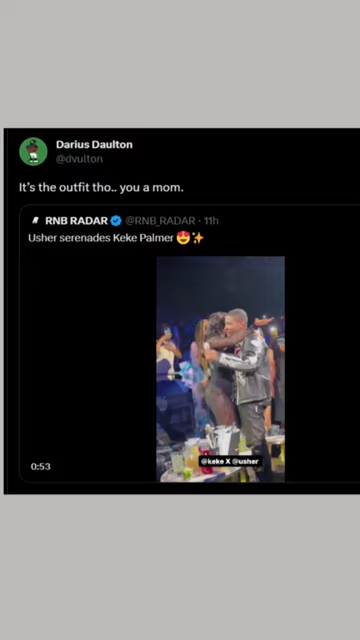 Darius Daulton
@dvulton
It's the outfit tho.. you a mom.
RNB RADAR @RNB_RADAR · 11h
Usher serenades Keke Palmer 😍✨
@keke X @usher
0:53